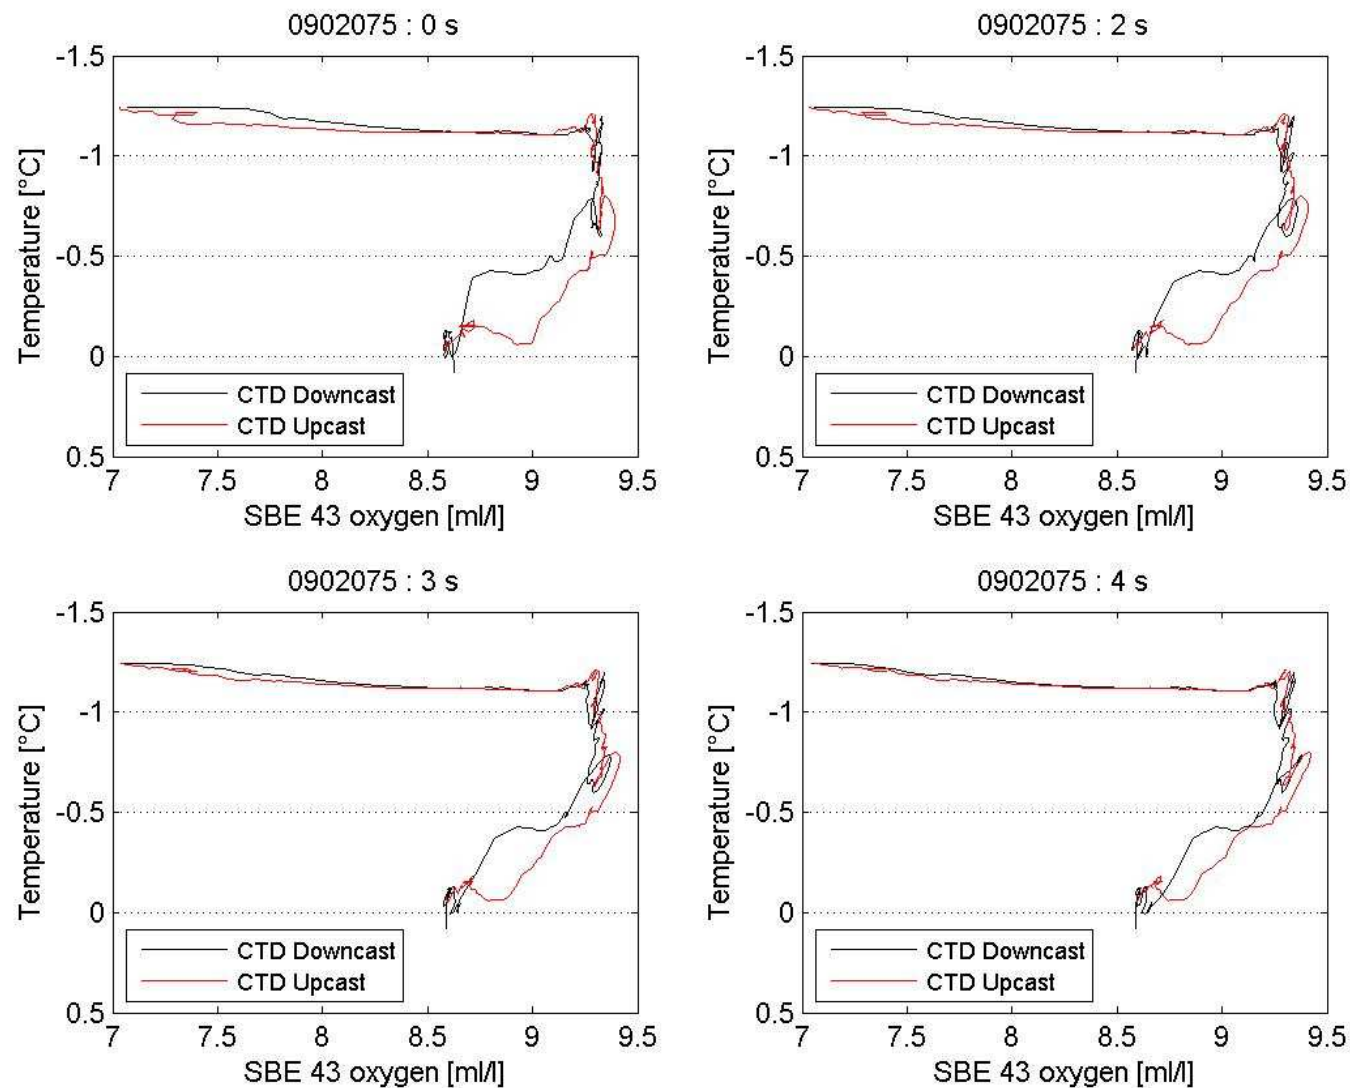 0902075 : 0 s
-1.5
-1
-0.5
0
0.5
Temperature [°C]
CTD Downcast
CTD Upcast
7 7.5 8 8.5 9 9.5
SBE 43 oxygen [ml/l]
0902075 : 2 s
-1.5
-1
-0.5
0
0.5
Temperature [°C]
CTD Downcast
CTD Upcast
7 7.5 8 8.5 9 9.5
SBE 43 oxygen [ml/l]
0902075 : 3 s
-1.5
-1
-0.5
0
0.5
Temperature [°C]
CTD Downcast
CTD Upcast
7 7.5 8 8.5 9 9.5
SBE 43 oxygen [ml/l]
0902075 : 4 s
-1.5
-1
-0.5
0
0.5
Temperature [°C]
CTD Downcast
CTD Upcast
7 7.5 8 8.5 9 9.5
SBE 43 oxygen [ml/l]